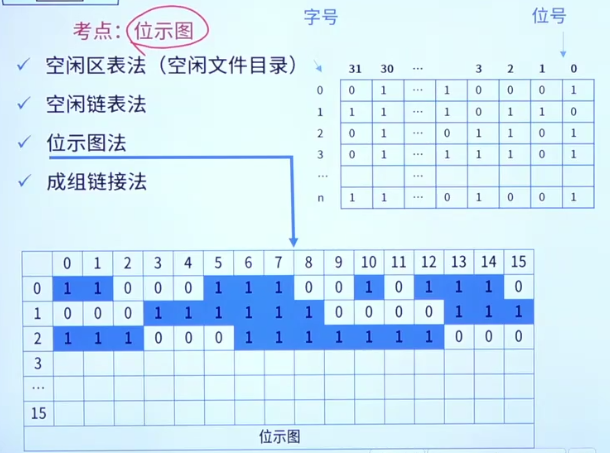 考点：位示图
✓ 空闲区表法（空闲文件目录）
✓ 空闲链表法
✓ 位示图法
✓ 成组链接法
字号 位号
31 30 … 3 2 1 0
0 0 1 … 1 0 0 0 1
1 1 1 … 1 0 1 1 0
2 0 1 … 0 1 1 0 1
3 0 1 … 1 1 1 0 1
…
n 1 1 … 0 1 0 0 1
0 1 2 3 4 5 6 7 8 9 10 11 12 13 14 15
0 1 1 0 0 0 1 1 1 0 0 1 0 1 1 1 0
1 0 0 0 1 1 1 1 1 1 0 0 0 0 1 1 1
2 1 1 1 0 0 0 1 1 1 1 1 1 1 0 0 0
3
…
15
位示图